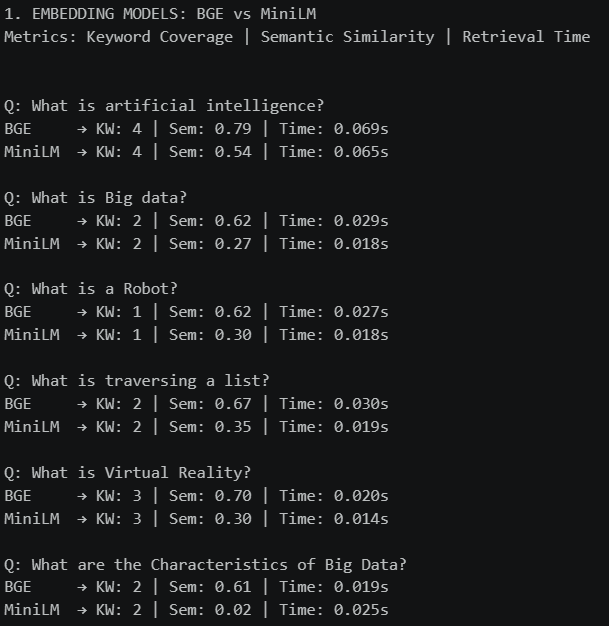 1. EMBEDDING MODELS: BGE vs MiniLM
Metrics: Keyword Coverage | Semantic Similarity | Retrieval Time
Q: What is artificial intelligence?
BGE → KW: 4 | Sem: 0.79 | Time: 0.069s
MiniLM → KW: 4 | Sem: 0.54 | Time: 0.065s
Q: What is Big data?
BGE → KW: 2 | Sem: 0.62 | Time: 0.029s
MiniLM → KW: 2 | Sem: 0.27 | Time: 0.018s
Q: What is a Robot?
BGE → KW: 1 | Sem: 0.62 | Time: 0.027s
MiniLM → KW: 1 | Sem: 0.30 | Time: 0.018s
Q: What is traversing a list?
BGE → KW: 2 | Sem: 0.67 | Time: 0.030s
MiniLM → KW: 2 | Sem: 0.35 | Time: 0.019s
Q: What is Virtual Reality?
BGE → KW: 3 | Sem: 0.70 | Time: 0.020s
MiniLM → KW: 3 | Sem: 0.30 | Time: 0.014s
Q: What are the Characteristics of Big Data?
BGE → KW: 2 | Sem: 0.61 | Time: 0.019s
MiniLM → KW: 2 | Sem: 0.02 | Time: 0.025s